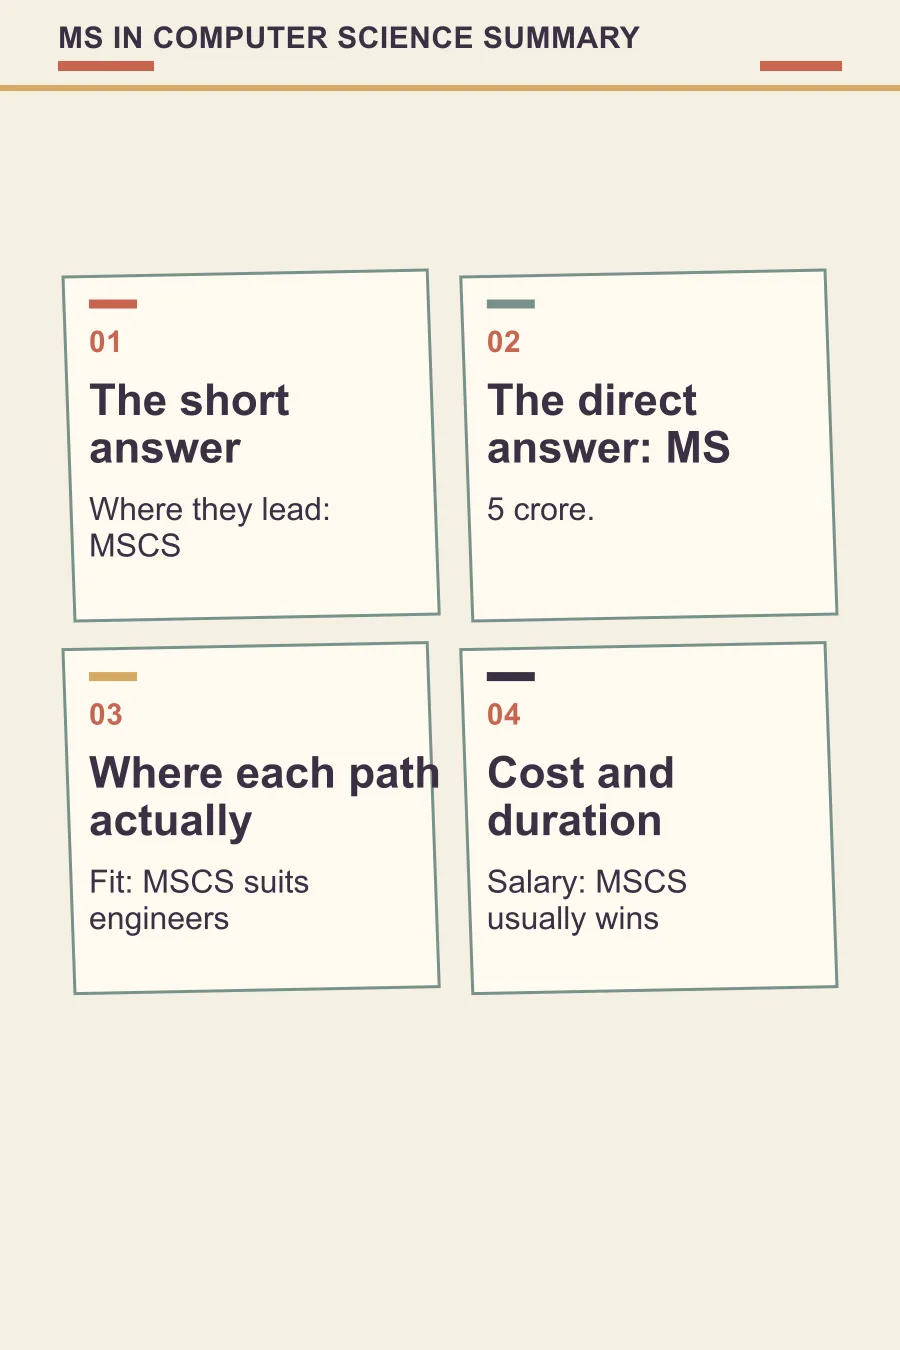 MS IN COMPUTER SCIENCE SUMMARY
01
The short
answer
Where they lead:
MSCS
02
The direct
answer: MS
5 crore.
03
Where each path
actually
Fit: MSCS suits
engineers
04
Cost and
duration
Salary: MSCS
usually wins